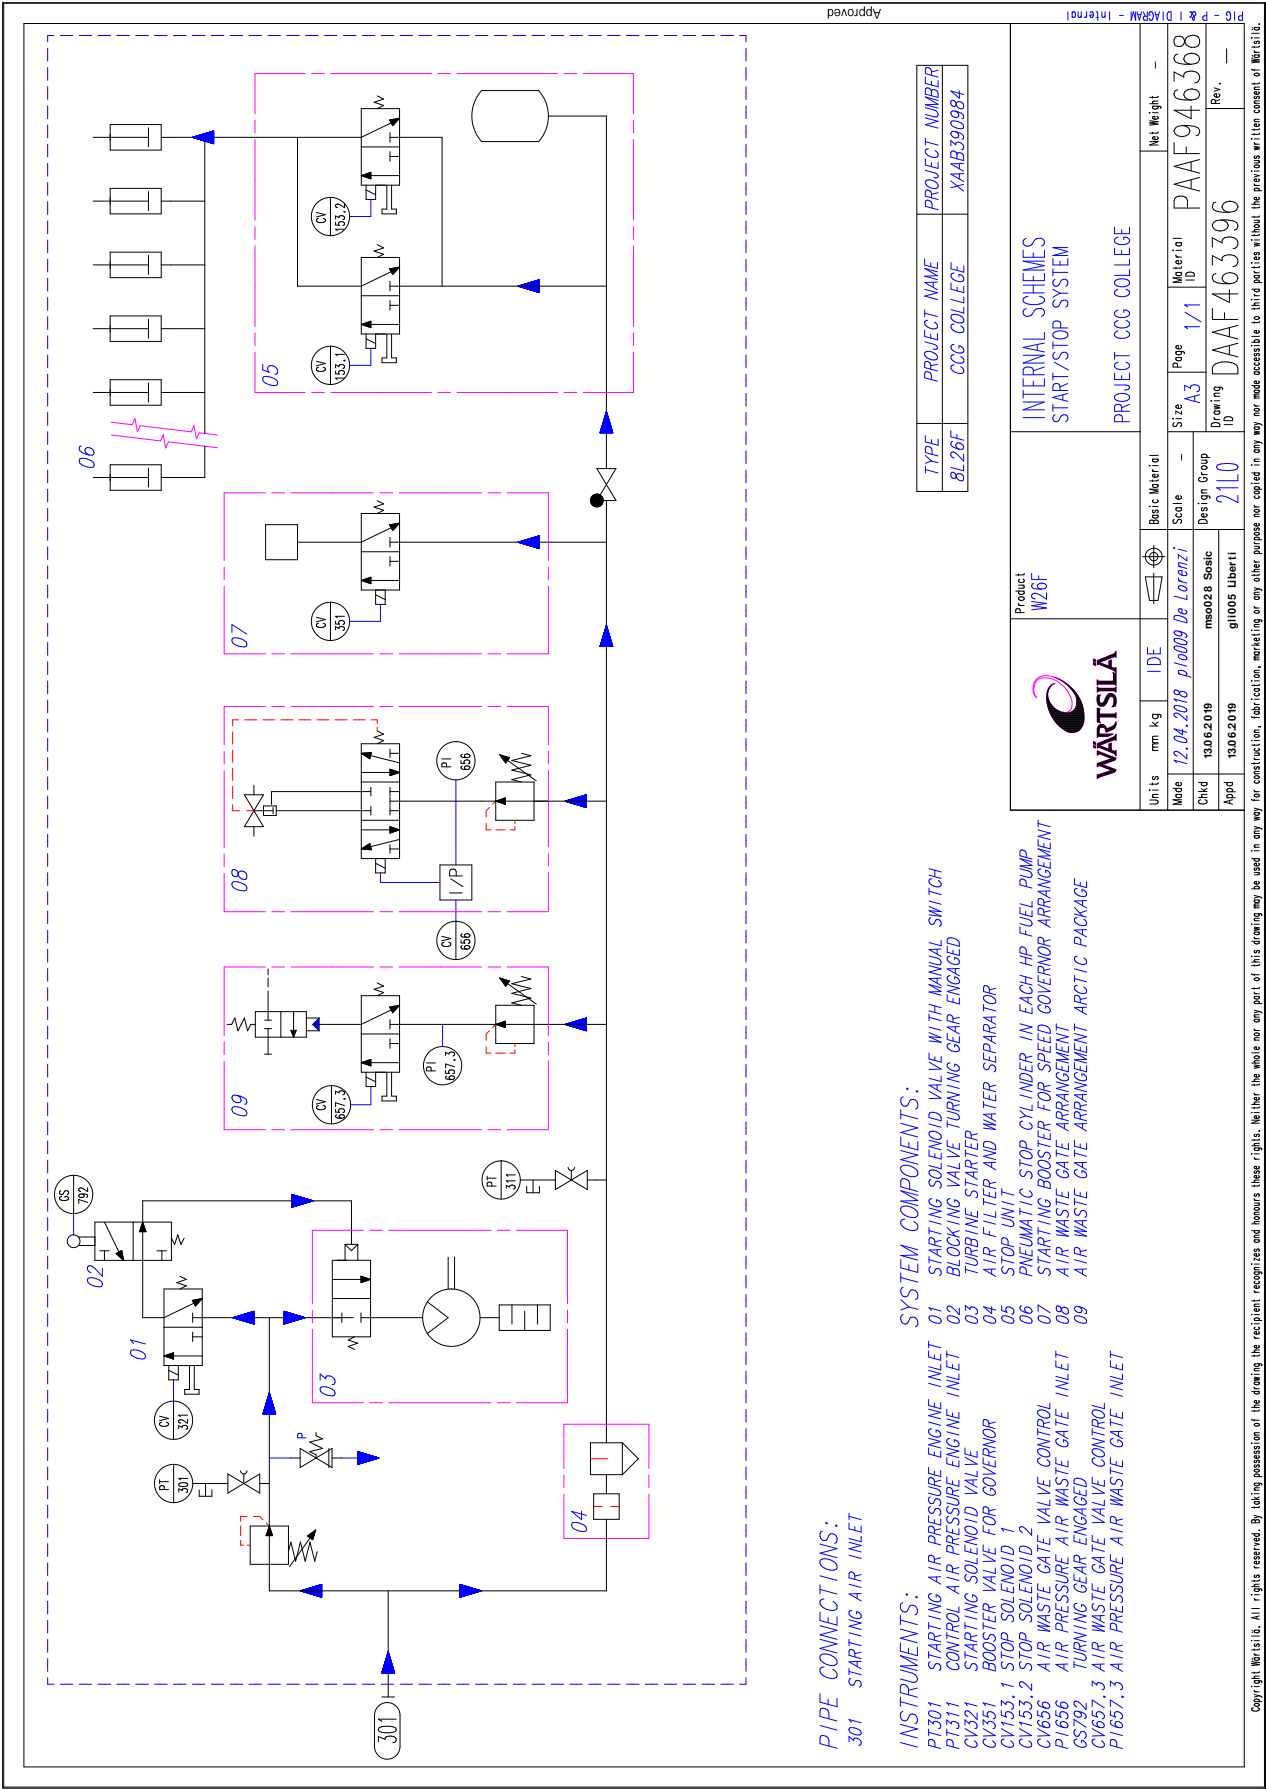 01
02
03
04
05
06
07
08
09
301
PT
301
CV
321
GS
792
P
PT
311
CV
657.3
PI
657.3
CV
656
I/P
PI
656
CV
351
CV
153.1
CV
153.2
PIPE CONNECTIONS:
301 STARTING AIR INLET
INSTRUMENTS:
PT301 STARTING AIR PRESSURE ENGINE INLET
PT311 CONTROL AIR PRESSURE ENGINE INLET
CV321 STARTING SOLENOID VALVE
CV351 BOOSTER VALVE FOR GOVERNOR
CV153.1 STOP SOLENOID 1
CV153.2 STOP SOLENOID 2
CV656 AIR WASTE GATE VALVE CONTROL
PI656 AIR PRESSURE AIR WASTE GATE INLET
GS792 TURNING GEAR ENGAGED
CV657.3 AIR WASTE GATE VALVE CONTROL
PI657.3 AIR PRESSURE AIR WASTE GATE INLET
SYSTEM COMPONENTS:
01 STARTING SOLENOID VALVE WITH MANUAL SWITCH
02 BLOCKING VALVE TURNING GEAR ENGAGED
03 TURBINE STARTER
04 AIR FILTER AND WATER SEPARATOR
05 STOP UNIT
06 PNEUMATIC STOP CYLINDER IN EACH HP FUEL PUMP
07 STARTING BOOSTER FOR SPEED GOVERNOR ARRANGEMENT
08 AIR WASTE GATE ARRANGEMENT
09 AIR WASTE GATE ARRANGEMENT ARCTIC PACKAGE
TYPE PROJECT NAME PROJECT NUMBER
8L26F CCG COLLEGE XAAB390984
WÄRTSILÄ
Product
W26F
INTERNAL SCHEMES
START/STOP SYSTEM
PROJECT CCG COLLEGE
Units mm kg IDE Basic Material Net Weight -
Made 12.04.2018 plo009 De Lorenzi Scale - Size A3 Page 1/1 Material ID PAAF946368
Chkd 13.06.2019 mso028 Sosic Design Group 21L0
Appd 13.06.2019 gli005 Uberti Drawing ID DAAF463396 Rev. -
Copyright Wärtsilä. All rights reserved. By taking possession of the drawing the recipient recognizes and honours these rights. Neither the whole nor any part of this drawing may be used in any way for construction, fabrication, marketing or any other purpose nor copied in any way nor made accessible to third parties without the previous written consent of Wärtsilä.
PIG - P & I DIAGRAM - Internal
Approved